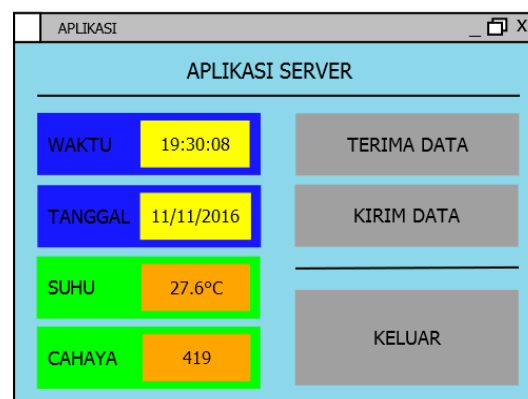 APLIKASI
_ X
APLIKASI SERVER
WAKTU 19:30:08
TANGGAL 11/11/2016
SUHU 27.6°C
CAHAYA 419
TERIMA DATA
KIRIM DATA
KELUAR